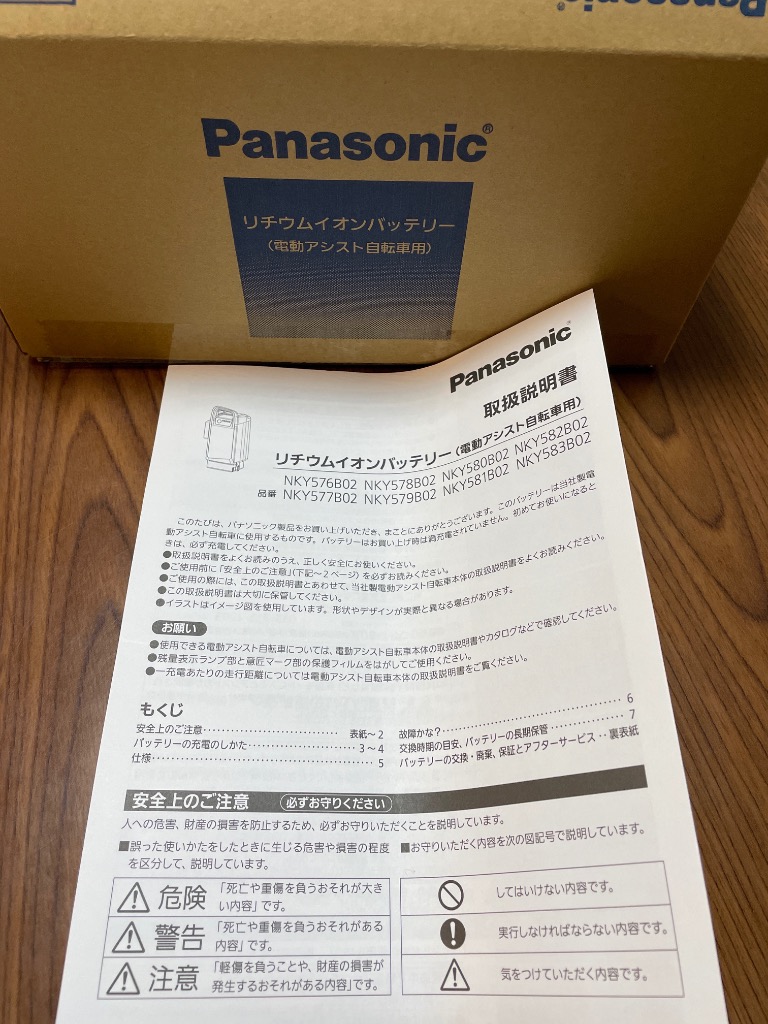 Panasonic®
Panasonic®
リチウムイオンバッテリー
(電動アシスト自転車用)
Panasonic®
取扱説明書
リチウムイオンバッテリー(電動アシスト自転車用)
品番
NKY576B02 NKY578B02 NKY580B02 NKY582B02
NKY577B02 NKY579B02 NKY581B02 NKY583B02
このたびは、パナソニック製品をお買い上げいただき、まことにありがとうございます。このバッテリーは当社製電
動アシスト自転車に使用するものです。バッテリーはお買い上げ時は満充電されていません。初めてお使いになると
きは、必ず充電してください。
●取扱説明書をよくお読みのうえ、正しく安全にお使いください。
●ご使用前に「安全上のご注意」(下記〜2ページ)を必ずお読みください。
●ご使用の際には、この取扱説明書とあわせて、当社製電動アシスト自転車本体の取扱説明書をよくお読みください。
●この取扱説明書は大切に保管してください。
●イラストはイメージ図を使用しています。形状やデザインが実際と異なる場合があります。
お願い
●使用できる電動アシスト自転車については、電動アシスト自転車本体の取扱説明書やカタログなどで確認してください。
●残量表示ランプ部と意匠マーク部の保護フィルムをはがしてご使用ください。
●一充電あたりの走行距離については電動アシスト自転車本体の取扱説明書をご覧ください。
もくじ
安全上のご注意‥‥‥‥‥‥‥‥ 表紙〜2
バッテリーの充電のしかた‥‥‥‥‥‥‥ 3〜4
仕様‥‥‥‥‥‥‥‥‥‥‥‥‥‥ 5
故障かな?‥‥‥‥‥‥‥‥‥‥‥ 6
交換時期の目安、バッテリーの長期保管‥‥‥‥ 7
バッテリーの交換・廃棄、保証とアフターサービス‥裏表紙
安全上のご注意 必ずお守りください
人への危害、財産の損害を防止するため、必ずお守りいただくことを説明しています。
■誤った使いかたをしたときに生じる危害や損害の程度
を区分して、説明しています。
危険 「死亡や重傷を負うおそれが大き
い内容」です。
警告 「死亡や重傷を負うおそれがある
内容」です。
注意 「軽傷を負うことや、財産の損害が
発生するおそれがある内容」です。
■お守りいただく内容を次の図記号で説明しています。
してはいけない内容です。
実行しなければならない内容です。
気をつけていただく内容です。